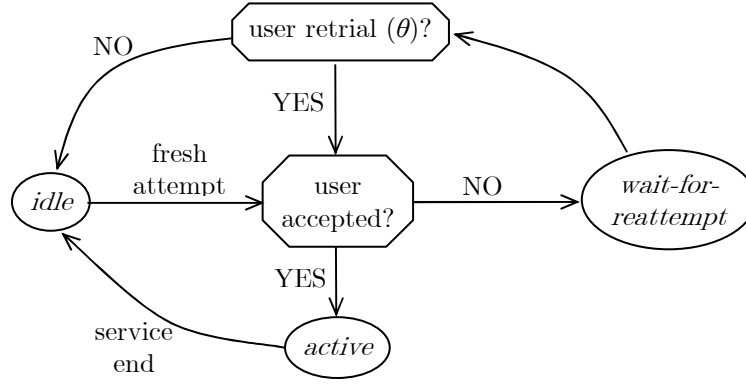 user retrial (θ)?
NO
YES
fresh
attempt
idle
user
accepted?
NO
wait-for-
reattempt
YES
service
end
active